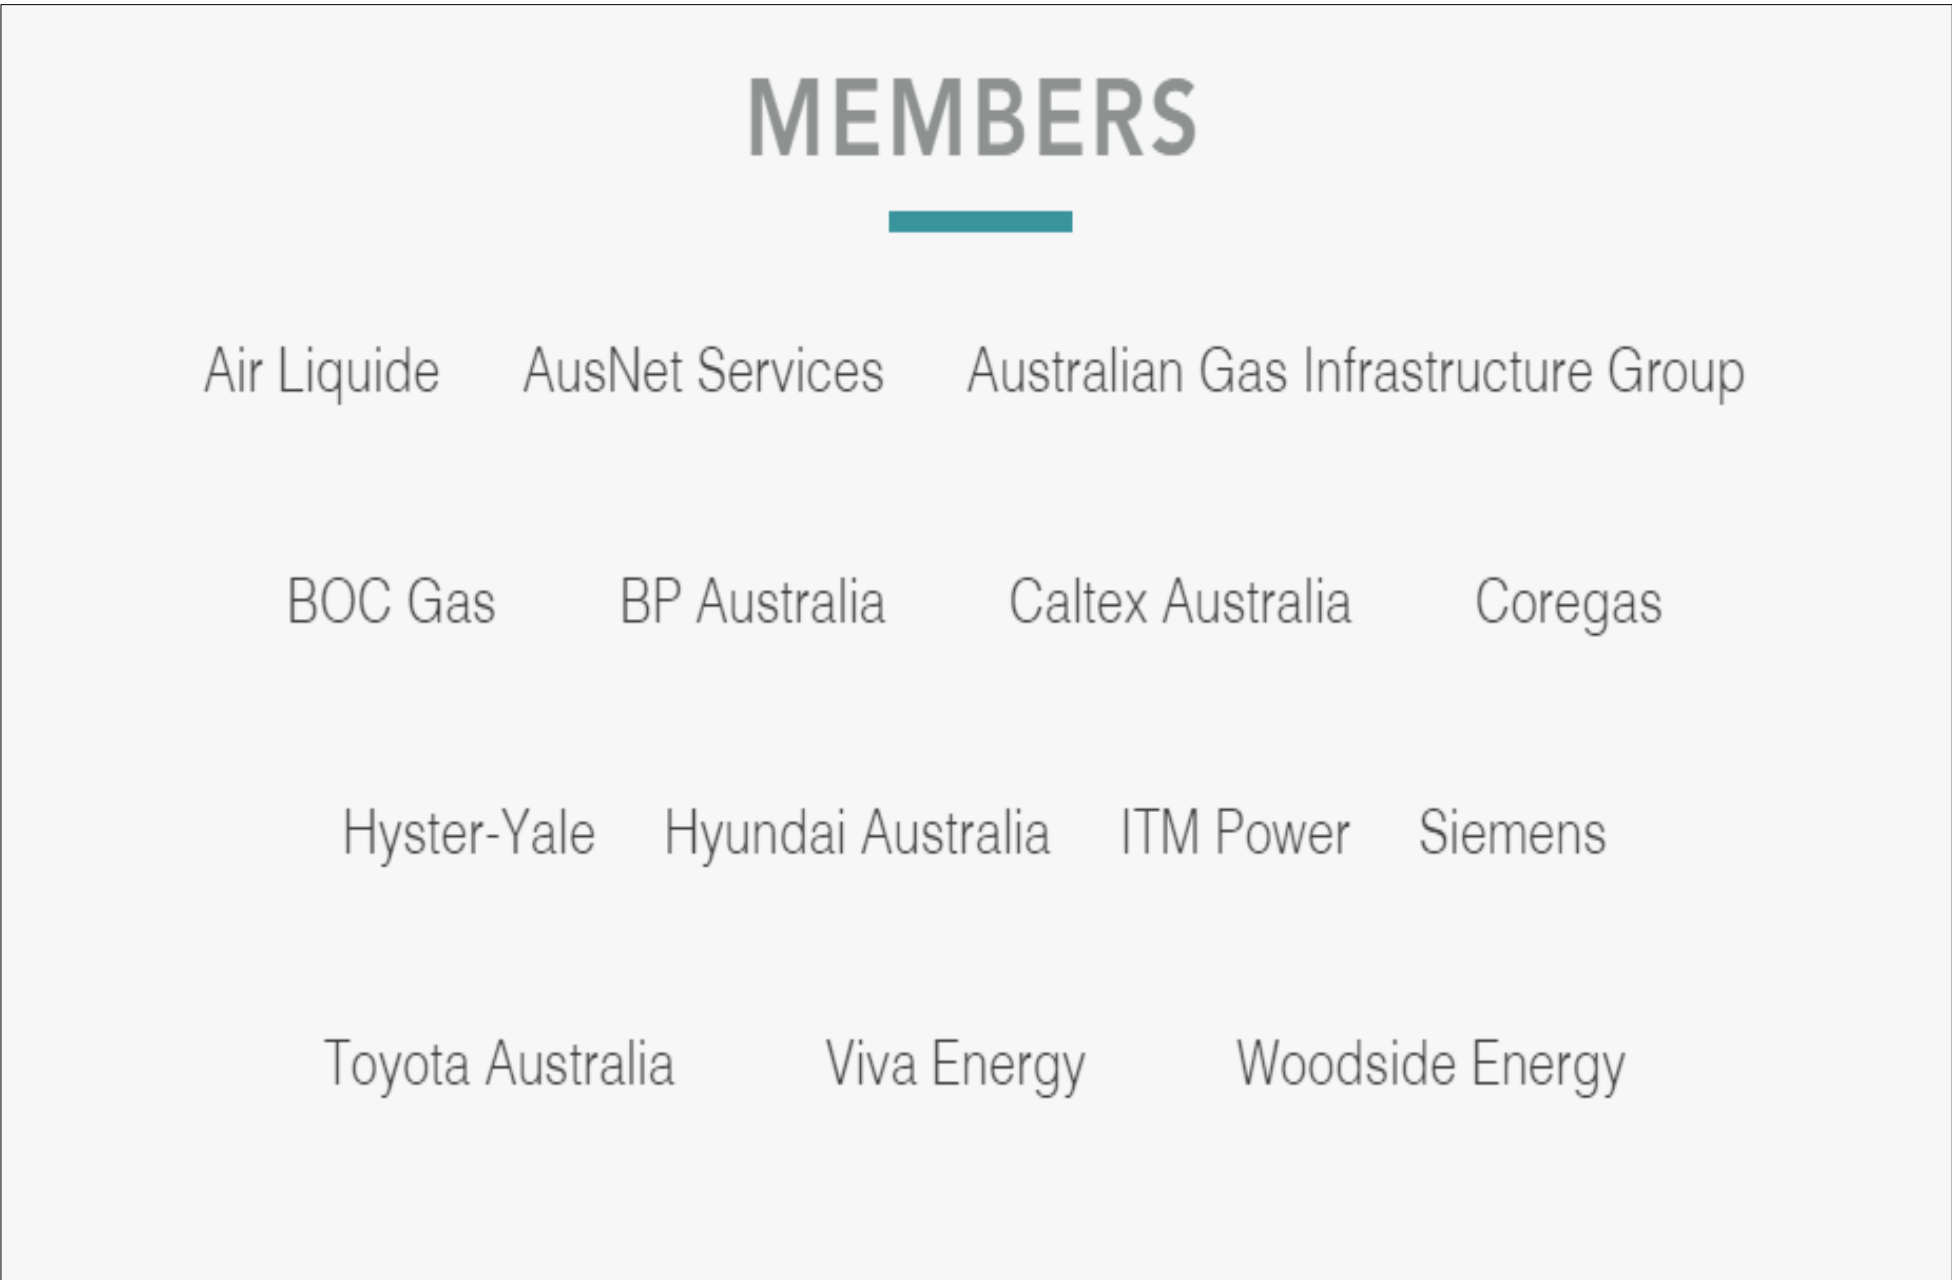 MEMBERS
Air Liquide AusNet Services Australian Gas Infrastructure Group
BOC Gas BP Australia Caltex Australia Coregas
Hyster-Yale Hyundai Australia ITM Power Siemens
Toyota Australia Viva Energy Woodside Energy